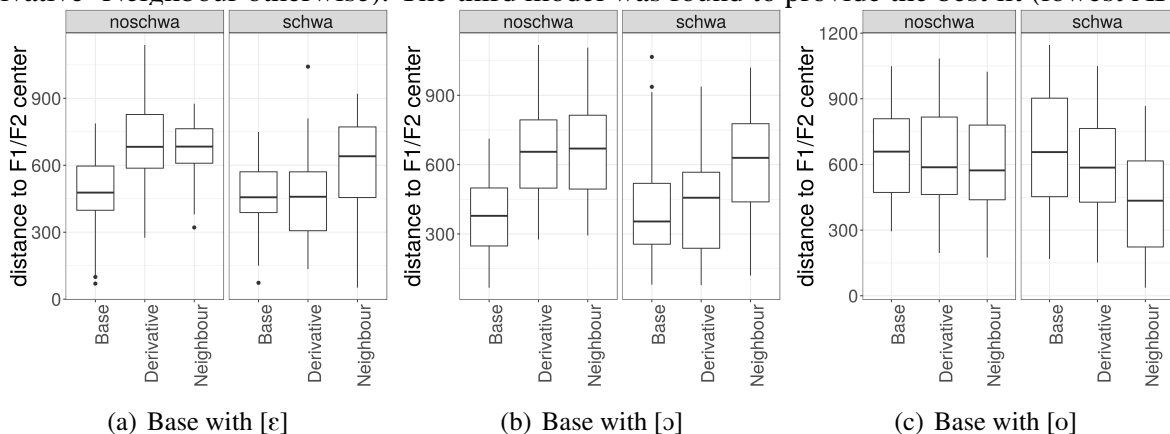 Neighbour otherwise). The third model was found to provide the best fit (lowest
noschwa schwa noschwa schwa noschwa schwa
distance to F1/F2 center
900
600
300
0
Base Derivative Neighbour Base Derivative Neighbour
distance to F1/F2 center
900
600
300
Base Derivative Neighbour Base Derivative Neighbour
distance to F1/F2 center
1200
900
600
300
0
Base Derivative Neighbour Base Derivative Neighbour
(a) Base with [ɛ] (b) Base with [ɔ] (c) Base with [o]